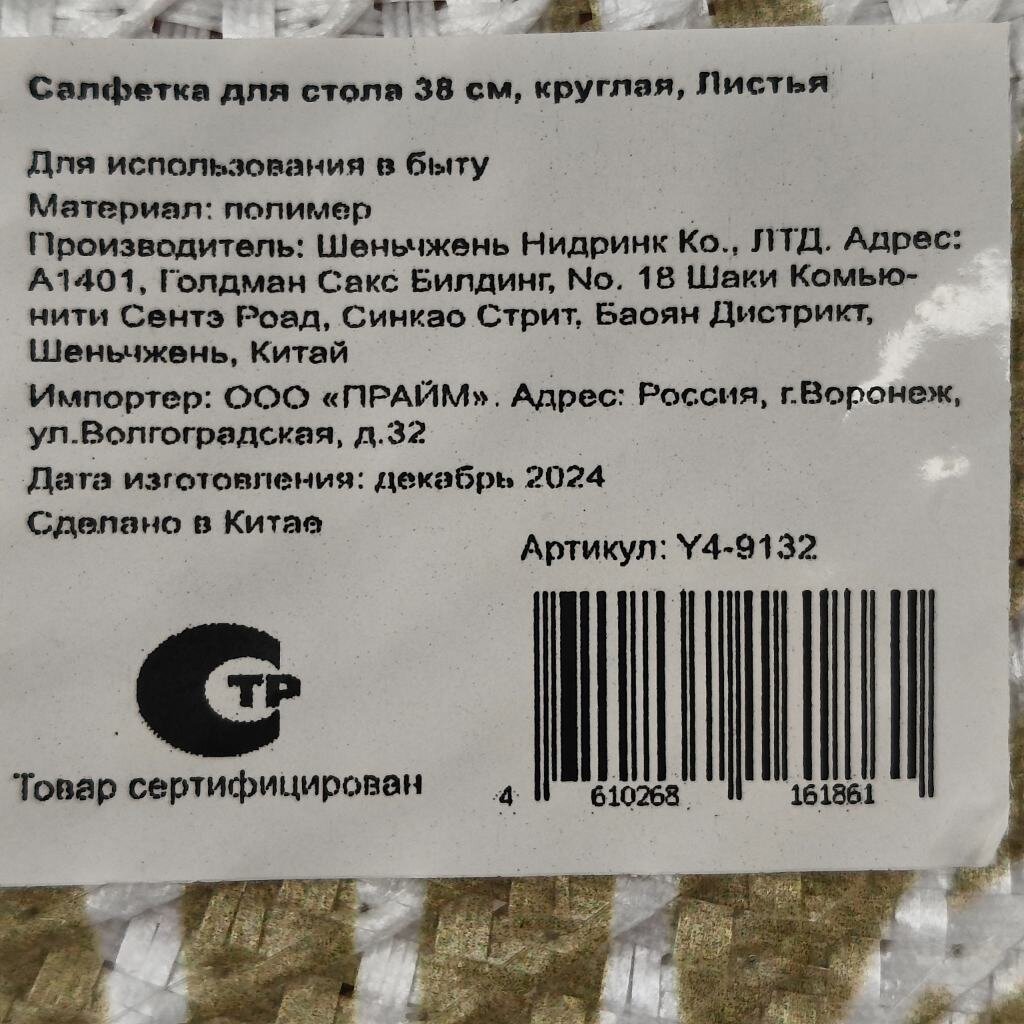 Салфетка для стола 38 см, круглая, Листья
Для использования в быту
Материал: полимер
Производитель: Шеньчжень Нидринк Ко., ЛТД. Адрес:
А1401, Голдман Сакс Билдинг, No. 18 Шаки Комью-
нити Сентэ Роад, Синкао Стрит, Баоян Дистрикт,
Шеньчжень, Китай
Импортер: ООО «ПРАЙМ». Адрес: Россия, г.Воронеж,
ул.Волгоградская, д.32
Дата изготовления: декабрь 2024
Сделано в Китае
Артикул: Y4-9132
СТР
Товар сертифицирован
4 610268 161861